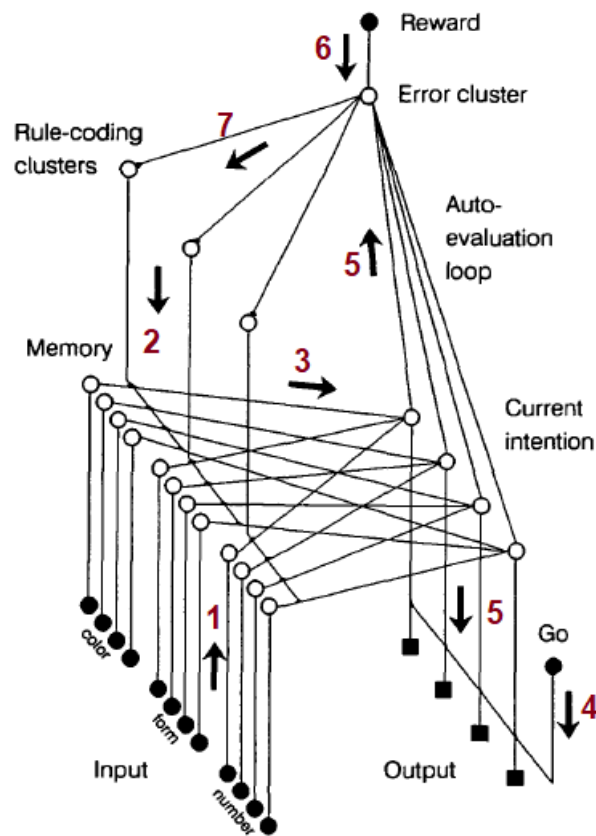 6
Reward
Error cluster
7
Rule-coding
clusters
Auto-
evaluation
loop
5
2
Memory
3
Current
intention
1
5
Go
4
color
form
number
Input
Output